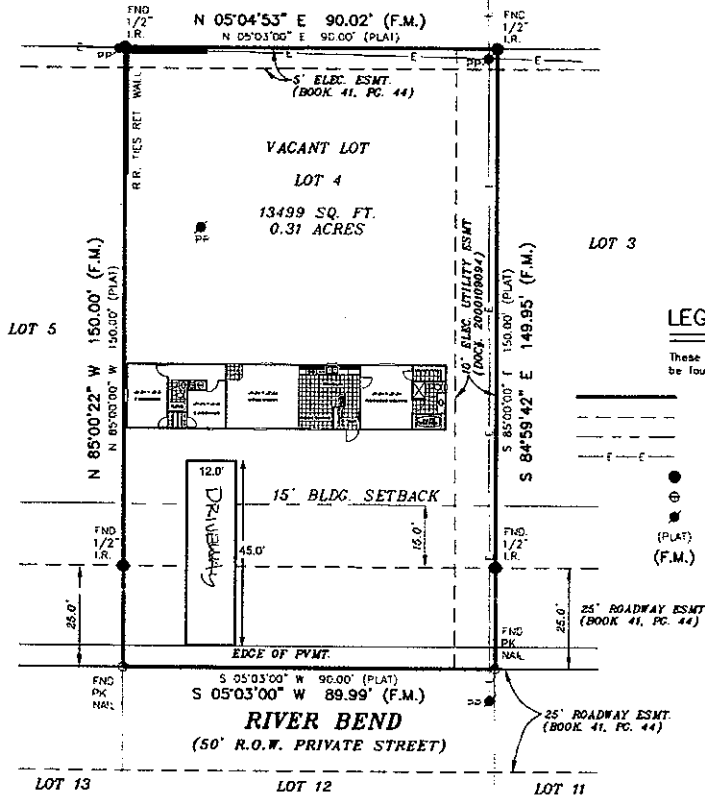 FND
1/2"
I.R.
N 05°04'53" E 90.02' (F.M.)
N 05°03'00" E 90.00' (PLAT)
FND
1/2"
I.R.
E
PP
E
E
PP
E
5' ELEC. ESMT.
(BOOK 41, PG. 44)
R.R. TIES RET WALL
VACANT LOT
LOT 4
13499 SQ. FT.
0.31 ACRES
PP
LOT 3
LOT 5
N 85°00'22" W 150.00' (F.M.)
N 85°00'00" W 150.00' (PLAT)
10' ELEC. UTILITY ESMT
(DOC#. 2000109094)
S 85°00'00" E 150.00' (PLAT)
S 84°59'42" E 149.95' (F.M.)
LEG
These
be fou
E E
(PLAT)
(F.M.)
12.0'
DRIVEWAY
45.0'
15' BLDG. SETBACK
15.0'
FND
1/2"
I.R.
FND.
1/2"
I.R.
25.0'
25.0'
25' ROADWAY ESMT
(BOOK 41, PG. 44)
EDGE OF PVMT.
FND
PK
NAIL
FND
PK
NAIL
S 05°03'00" W 90.00' (PLAT)
S 05°03'00" W 89.99' (F.M.)
PP
RIVER BEND
(50' R.O.W. PRIVATE STREET)
25' ROADWAY ESMT.
(BOOK 41, PG. 44)
LOT 13
LOT 12
LOT 11